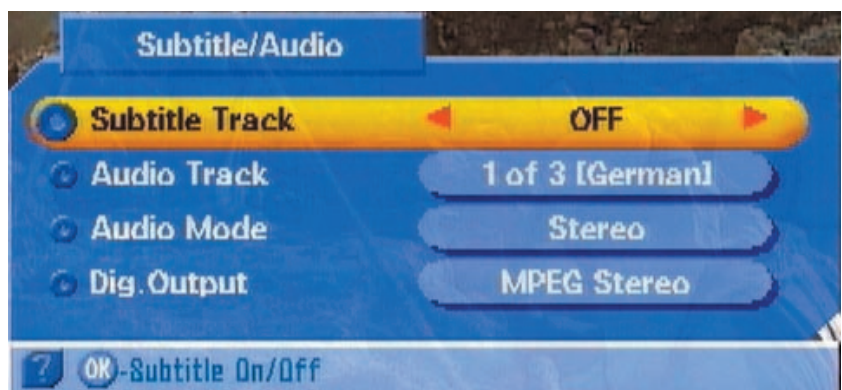 Subtitle/Audio
Subtitle Track OFF
Audio Track 1 of 3 [German]
Audio Mode Stereo
Dig.Output MPEG Stereo
? OK-Subtitle On/Off